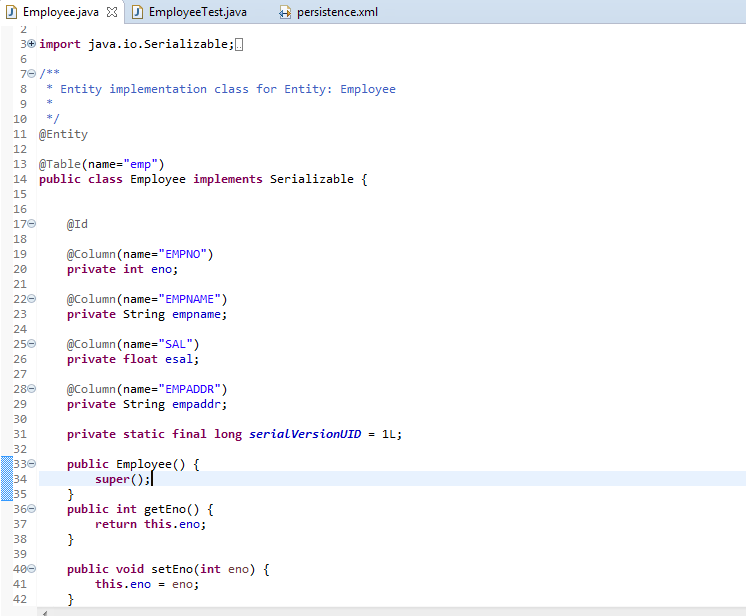 Employee.java EmployeeTest.java persistence.xml
2
3 import java.io.Serializable;
6
7 /**
8 * Entity implementation class for Entity: Employee
9 *
10 */
11 @Entity
12
13 @Table(name="emp")
14 public class Employee implements Serializable {
15
16
17 @Id
18
19 @Column(name="EMPNO")
20 private int eno;
21
22 @Column(name="EMPNAME")
23 private String empname;
24
25 @Column(name="SAL")
26 private float esal;
27
28 @Column(name="EMPADDR")
29 private String empaddr;
30
31 private static final long serialVersionUID = 1L;
32
33 public Employee() {
34 super();
35 }
36 public int getEno() {
37 return this.eno;
38 }
39
40 public void setEno(int eno) {
41 this.eno = eno;
42 }